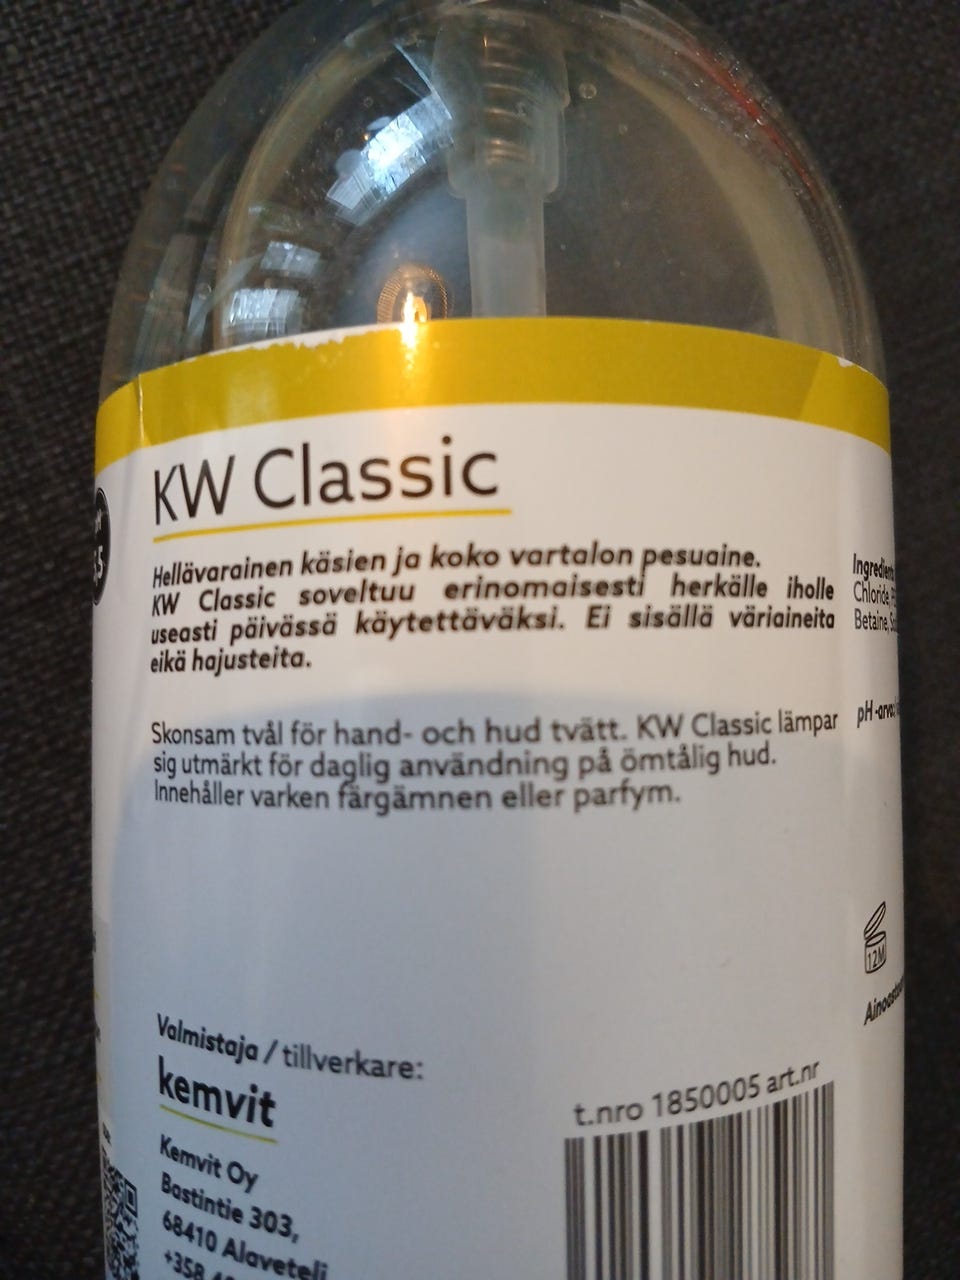 KW Classic
Hellävarainen käsien ja koko vartalon pesuaine.
KW Classic soveltuu erinomaisesti herkälle iholle
useasti päivässä käytettäväksi. Ei sisällä väriaineita
eikä hajusteita.
Skonsam tvål för hand- och hud tvätt. KW Classic lämpar
sig utmärkt för daglig användning på ömtålig hud.
Innehåller varken färgämnen eller parfym.
Chloride,
Betaine,
pH-arvo:
12M
Valmistaja / tillverkare:
kemvit
Kemvit Oy
Bastintie 303,
68410 Alaveteli
+358
t.nro 1850005 art.nr